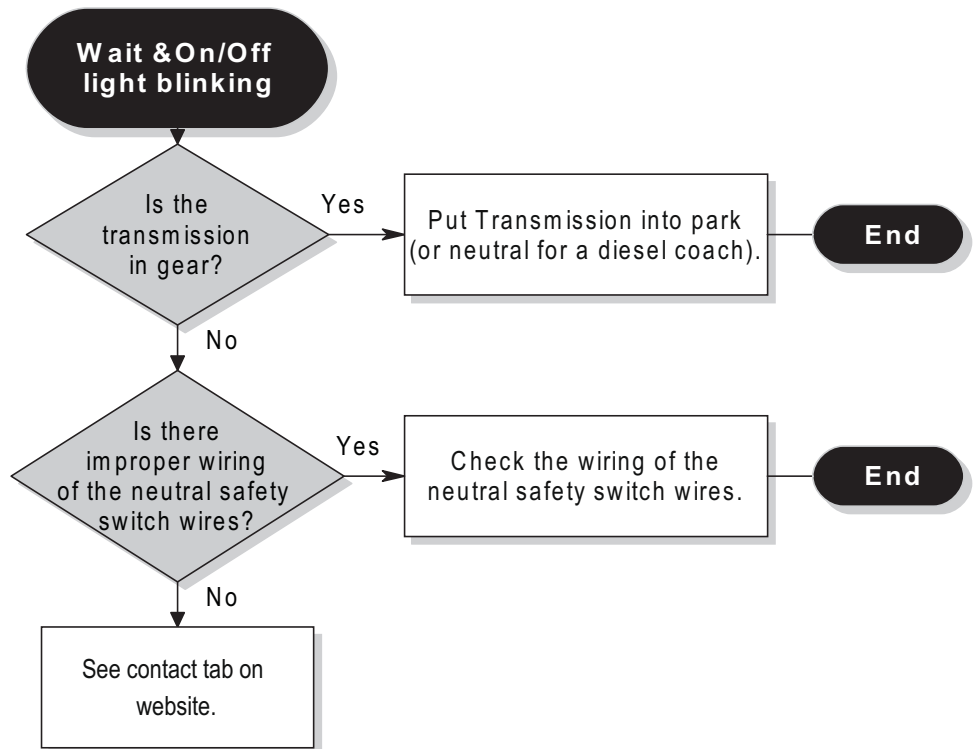 Wait &On/Off
light blinking
Is the
transmission
in gear?
Yes
Put Transmission into park
(or neutral for a diesel coach).
End
No
Is there
improper wiring
of the neutral safety
switch wires?
Yes
Check the wiring of the
neutral safety switch wires.
End
No
See contact tab on
website.